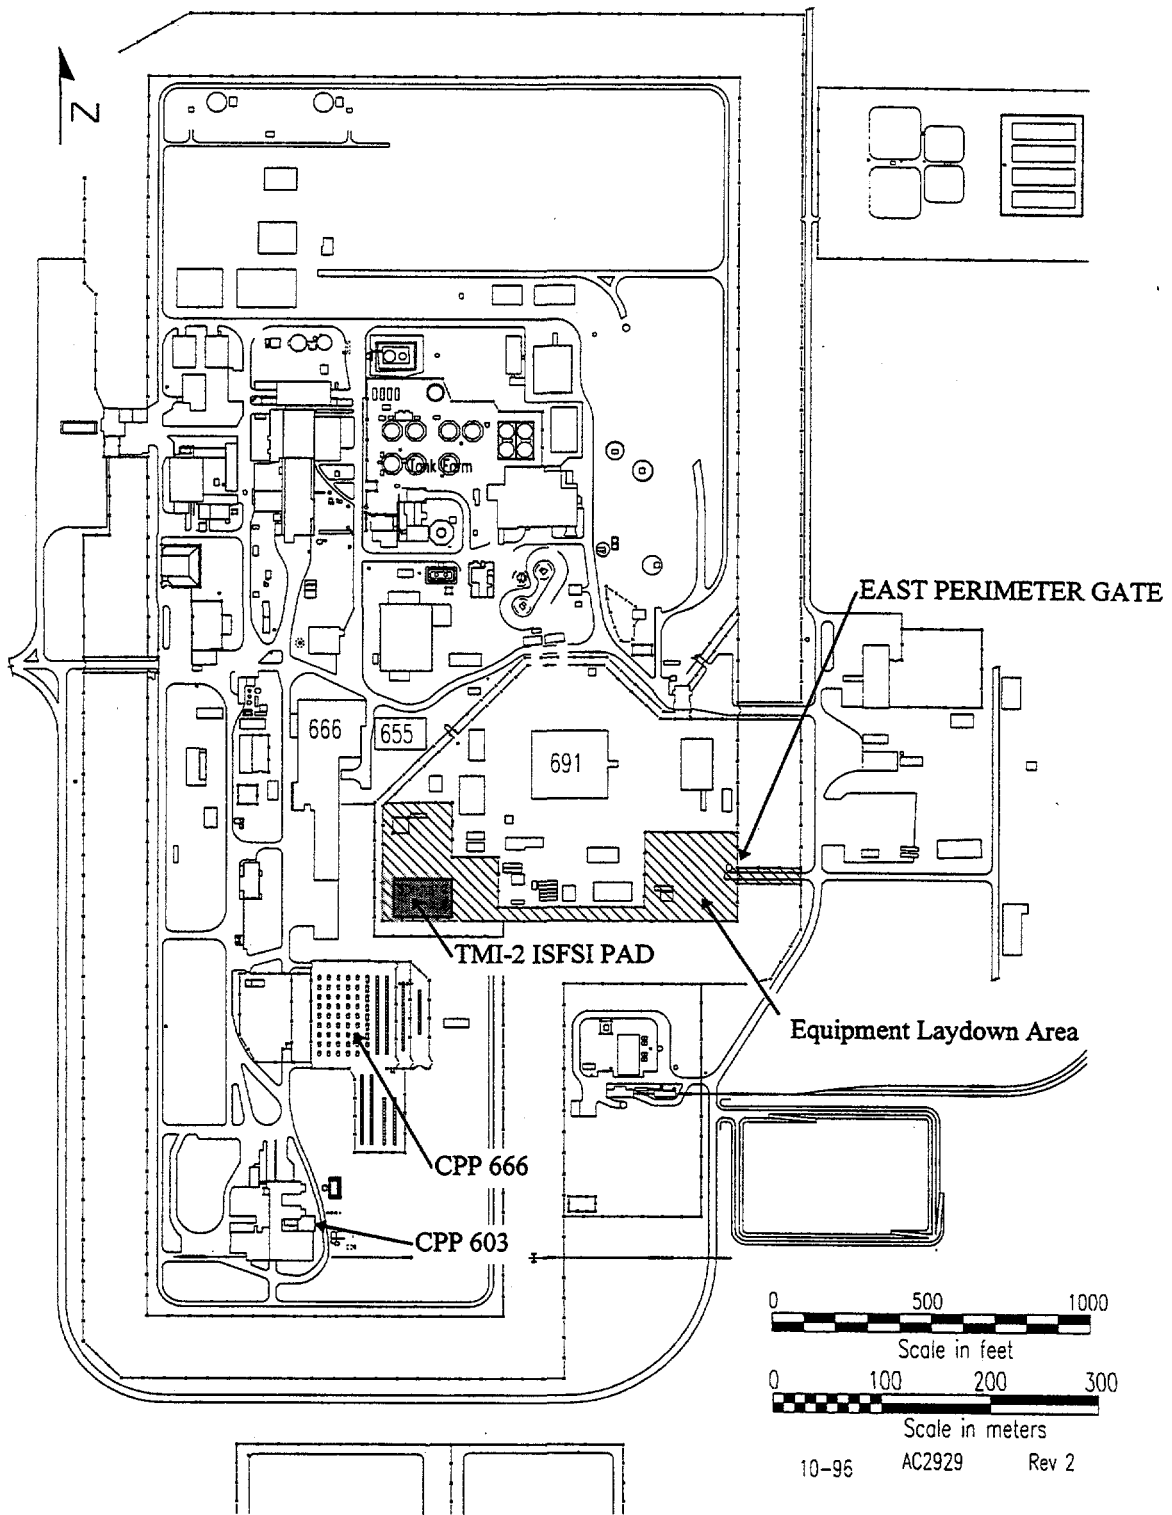 N
Tank Farm
EAST PERIMETER GATE
666
655
691
TMI-2 ISFSI PAD
Equipment Laydown Area
CPP 666
CPP 603
0 500 1000
Scale in feet
0 100 200 300
Scale in meters
10-96 AC2929 Rev 2